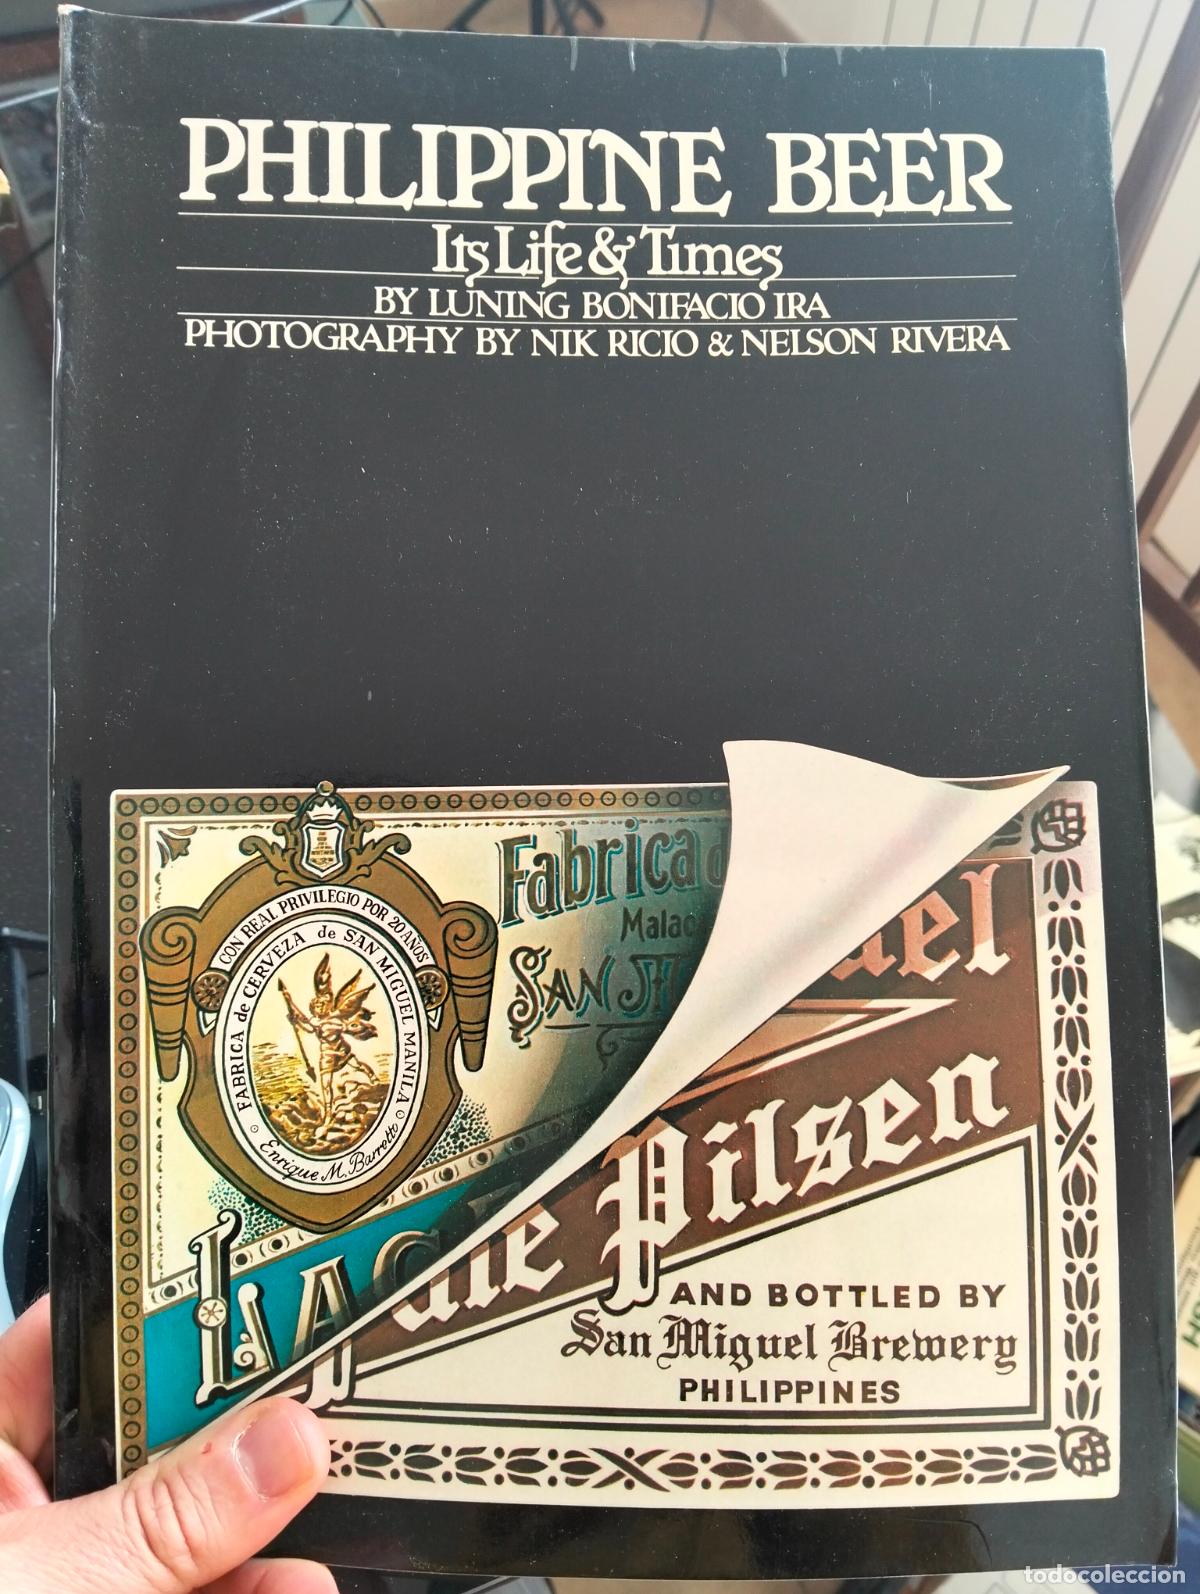 PHILIPPINE BEER
Its Life & Times
BY LUNING BONIFACIO IRA
PHOTOGRAPHY BY NIK RICIO & NELSON RIVERA
CON REAL PRIVILEGIO POR 20 AÑOS
FABRICA de CERVEZA de SAN MIGUEL MANILA
Enrique M. Barretto
Fabrica d
Malac
SAN
uel
Pilsen
AND BOTTLED BY
San Miguel Brewery
PHILIPPINES
todocoleccion